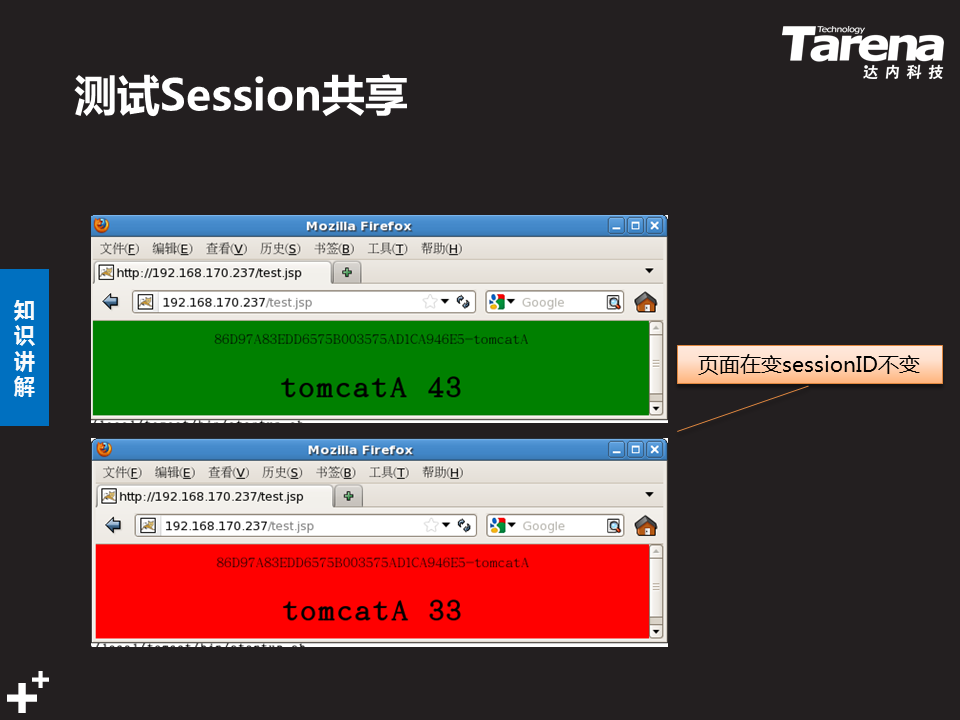 Technology
Tarena
达内科技
测试Session共享
知识讲解
Mozilla Firefox
文件(F) 编辑(E) 查看(V) 历史(S) 书签(B) 工具(T) 帮助(H)
http://192.168.170.237/test.jsp
192.168.170.237/test.jsp Google
86D97A83EDD6575B003575AD1CA946E5-tomcatA
tomcatA 43
页面在变sessionID不变
Mozilla Firefox
文件(F) 编辑(E) 查看(V) 历史(S) 书签(B) 工具(T) 帮助(H)
http://192.168.170.237/test.jsp
192.168.170.237/test.jsp Google
86D97A83EDD6575B003575AD1CA946E5-tomcatA
tomcatA 33